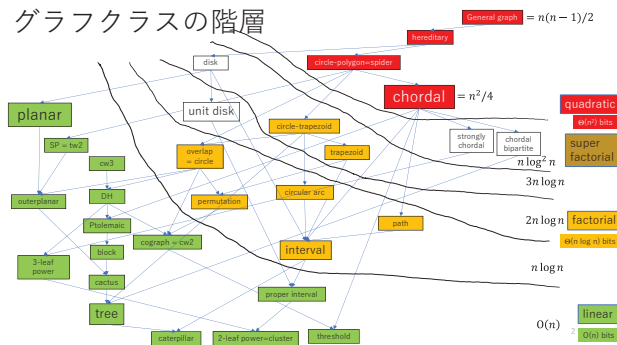 グラフクラスの階層
General graph = n(n − 1)/2
hereditary
disk
circle-polygon=spider
chordal = n²/4
planar
unit disk
quadratic
Θ(n²) bits
circle-trapezoid
strongly
chordal
chordal
bipartite
super
factorial
SP = tw2
overlap
= circle
trapezoid
n log² n
cw3
3n log n
outerplanar
DH
permutation
circular arc
Ptolemaic
path
2n log n
factorial
Θ(n log n) bits
cograph = cw2
block
interval
3-leaf
power
n log n
cactus
proper interval
tree
O(n)
linear
caterpillar
2-leaf power=cluster
threshold
2
O(n) bits